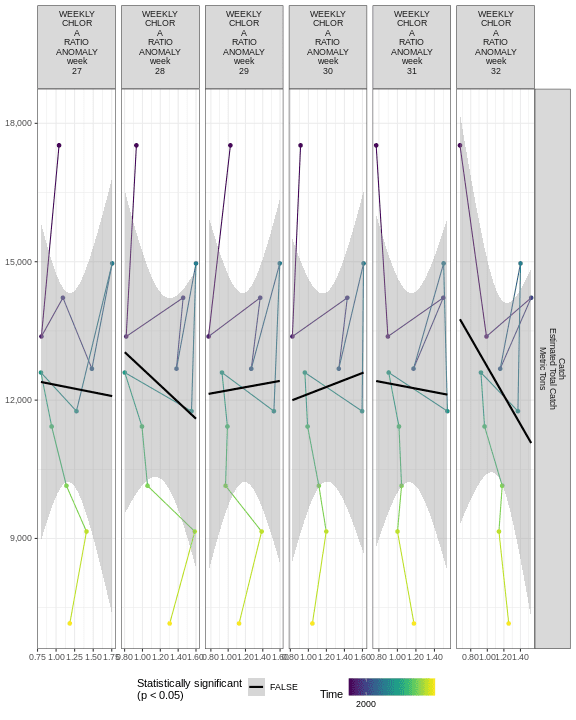 WEEKLY
CHLOR
A
RATIO
ANOMALY
week
27
WEEKLY
CHLOR
A
RATIO
ANOMALY
week
28
WEEKLY
CHLOR
A
RATIO
ANOMALY
week
29
WEEKLY
CHLOR
A
RATIO
ANOMALY
week
30
WEEKLY
CHLOR
A
RATIO
ANOMALY
week
31
WEEKLY
CHLOR
A
RATIO
ANOMALY
week
32
18,000
15,000
12,000
9,000
Catch
Estimated Total Catch
Metric Tons
0.75 1.00 1.25 1.50 1.75
0.80 1.00 1.20 1.40 1.60
0.80 1.00 1.20 1.40 1.60
0.80 1.00 1.20 1.40 1.60
0.80 1.00 1.20 1.40
0.80 1.00 1.20 1.40
Statistically significant
(p < 0.05)
FALSE
Time
2000